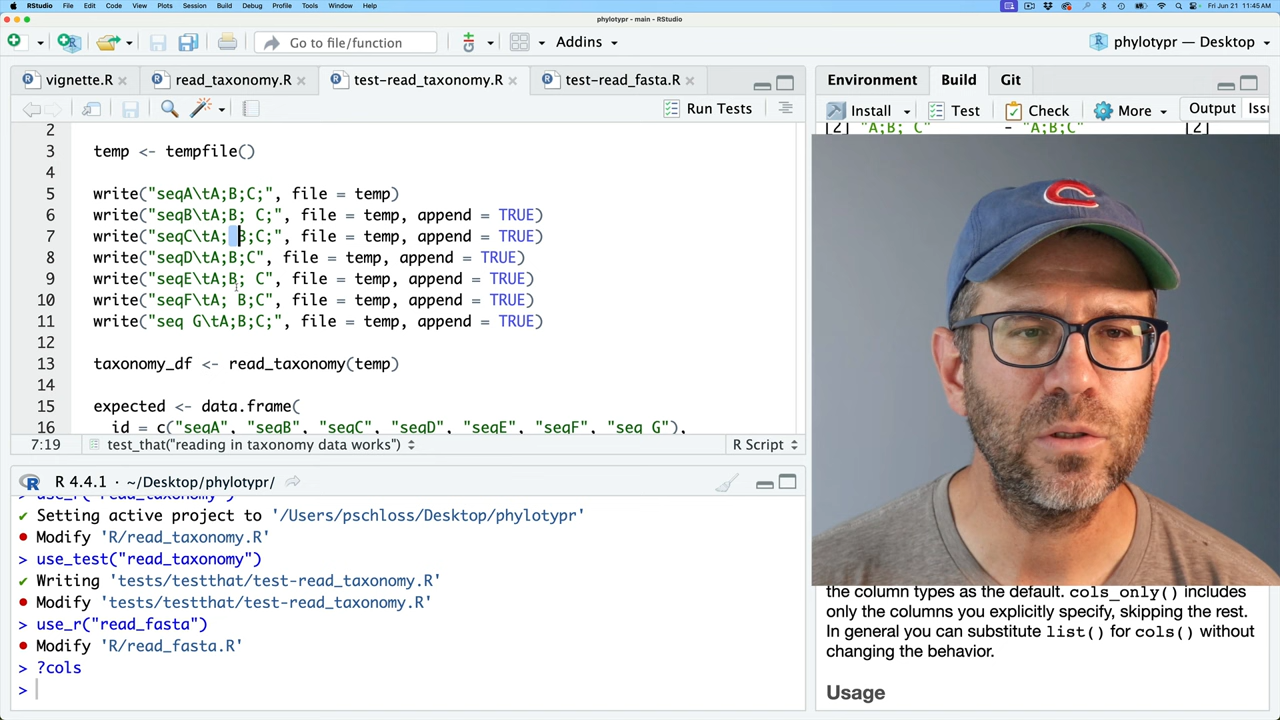 RStudio File Edit Code View Plots Session Build Debug Profile Tools Window Help
Fri Jun 21 11:45 AM
phylotypr - main - RStudio
Go to file/function
Addins
phylotypr — Desktop
vignette.R
read_taxonomy.R
test-read_taxonomy.R
test-read_fasta.R
Run Tests
2
3 temp <- tempfile()
4
5 write("seqA\tA;B;C;", file = temp)
6 write("seqB\tA;B; C;", file = temp, append = TRUE)
7 write("seqC\tA; B;C;", file = temp, append = TRUE)
8 write("seqD\tA;B;C", file = temp, append = TRUE)
9 write("seqE\tA;B; C", file = temp, append = TRUE)
10 write("seqF\tA; B;C", file = temp, append = TRUE)
11 write("seq G\tA;B;C;", file = temp, append = TRUE)
12
13 taxonomy_df <- read_taxonomy(temp)
14
15 expected <- data.frame(
16 id = c("seqA", "seqB", "seqC", "seqD", "seqE", "seqF", "seq G"),
7:19 test_that("reading in taxonomy data works") R Script
R 4.4.1 · ~/Desktop/phylotypr/
> use_r("read_taxonomy")
✔ Setting active project to '/Users/pschloss/Desktop/phylotypr'
• Modify 'R/read_taxonomy.R'
> use_test("read_taxonomy")
✔ Writing 'tests/testthat/test-read_taxonomy.R'
• Modify 'tests/testthat/test-read_taxonomy.R'
> use_r("read_fasta")
• Modify 'R/read_fasta.R'
> ?cols
>
Environment Build Git
Install Test Check More Output
[2] "A;B; C" - "A;B;C" [2]
C
the column types as the default. cols_only() includes
only the columns you explicitly specify, skipping the rest.
In general you can substitute list() for cols() without
changing the behavior.
Usage